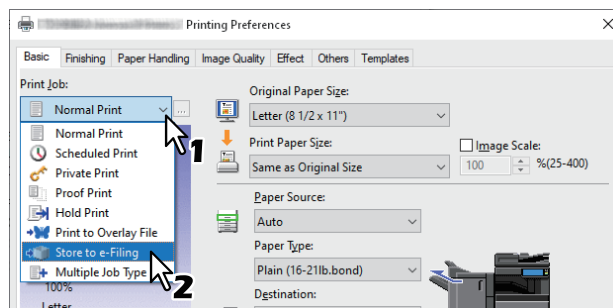 Printing Preferences
Basic Finishing Paper Handling Image Quality Effect Others Templates
Print Job:
Normal Print
...
Normal Print
Scheduled Print
Private Print
Proof Print
Hold Print
Print to Overlay File
Store to e-Filing
Multiple Job Type
1
2
100%
Letter
Original Paper Size:
Letter (8 1/2 x 11")
Print Paper Size:
Same as Original Size
Image Scale:
100 %(25-400)
Paper Source:
Auto
Paper Type:
Plain (16-21lb.bond)
Destination: